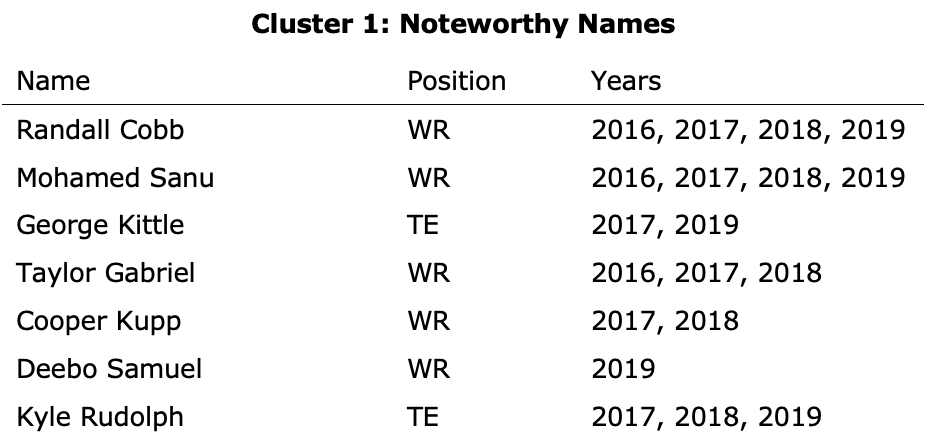 Cluster 1: Noteworthy Names
Name Position Years
Randall Cobb WR 2016, 2017, 2018, 2019
Mohamed Sanu WR 2016, 2017, 2018, 2019
George Kittle TE 2017, 2019
Taylor Gabriel WR 2016, 2017, 2018
Cooper Kupp WR 2017, 2018
Deebo Samuel WR 2019
Kyle Rudolph TE 2017, 2018, 2019